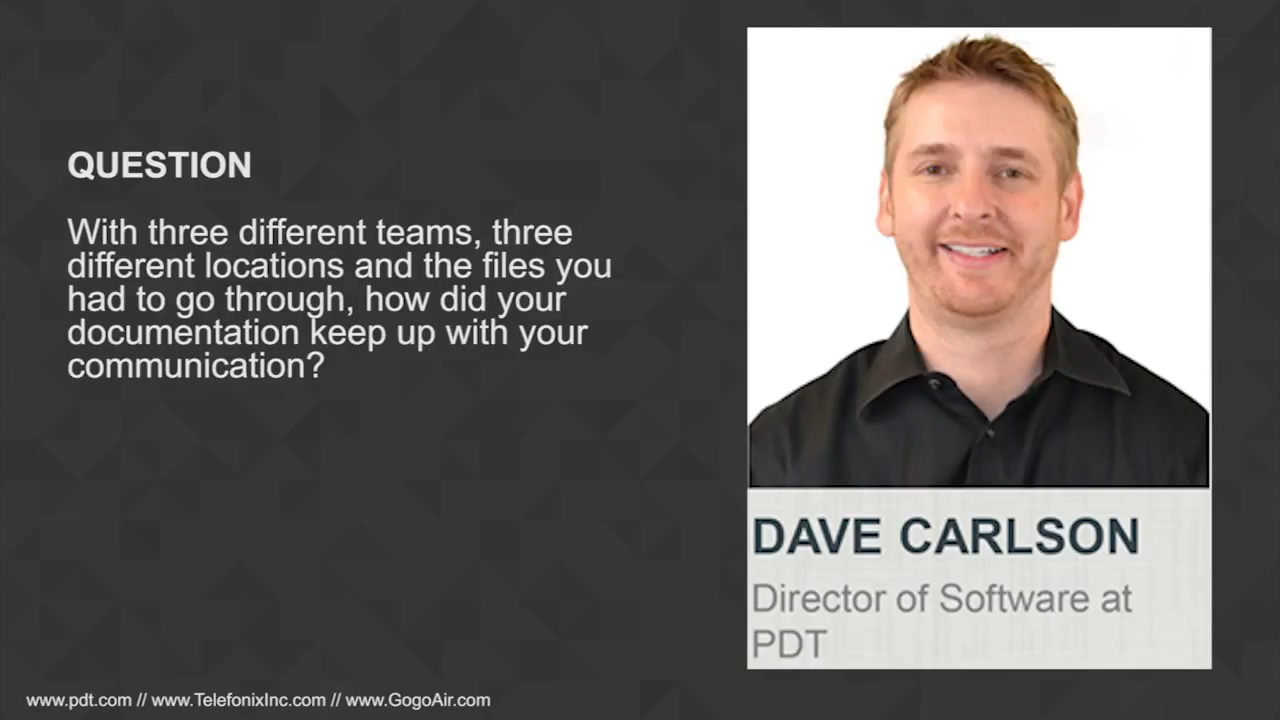 QUESTION
With three different teams, three
different locations and the files you
had to go through, how did your
documentation keep up with your
communication?
DAVE CARLSON
Director of Software at
PDT
www.pdt.com // www.TelefonixInc.com // www.GogoAir.com